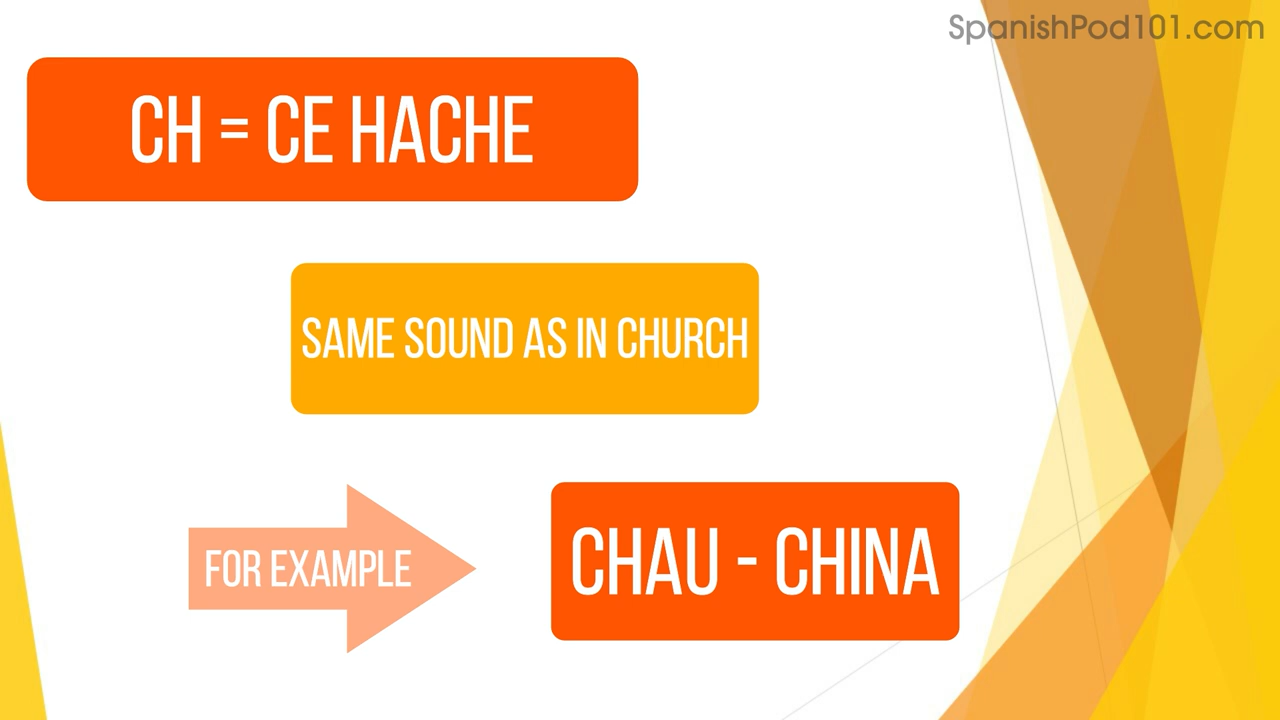 SpanishPod101.com
CH = CE HACHE
SAME SOUND AS IN CHURCH
FOR EXAMPLE
CHAU - CHINA